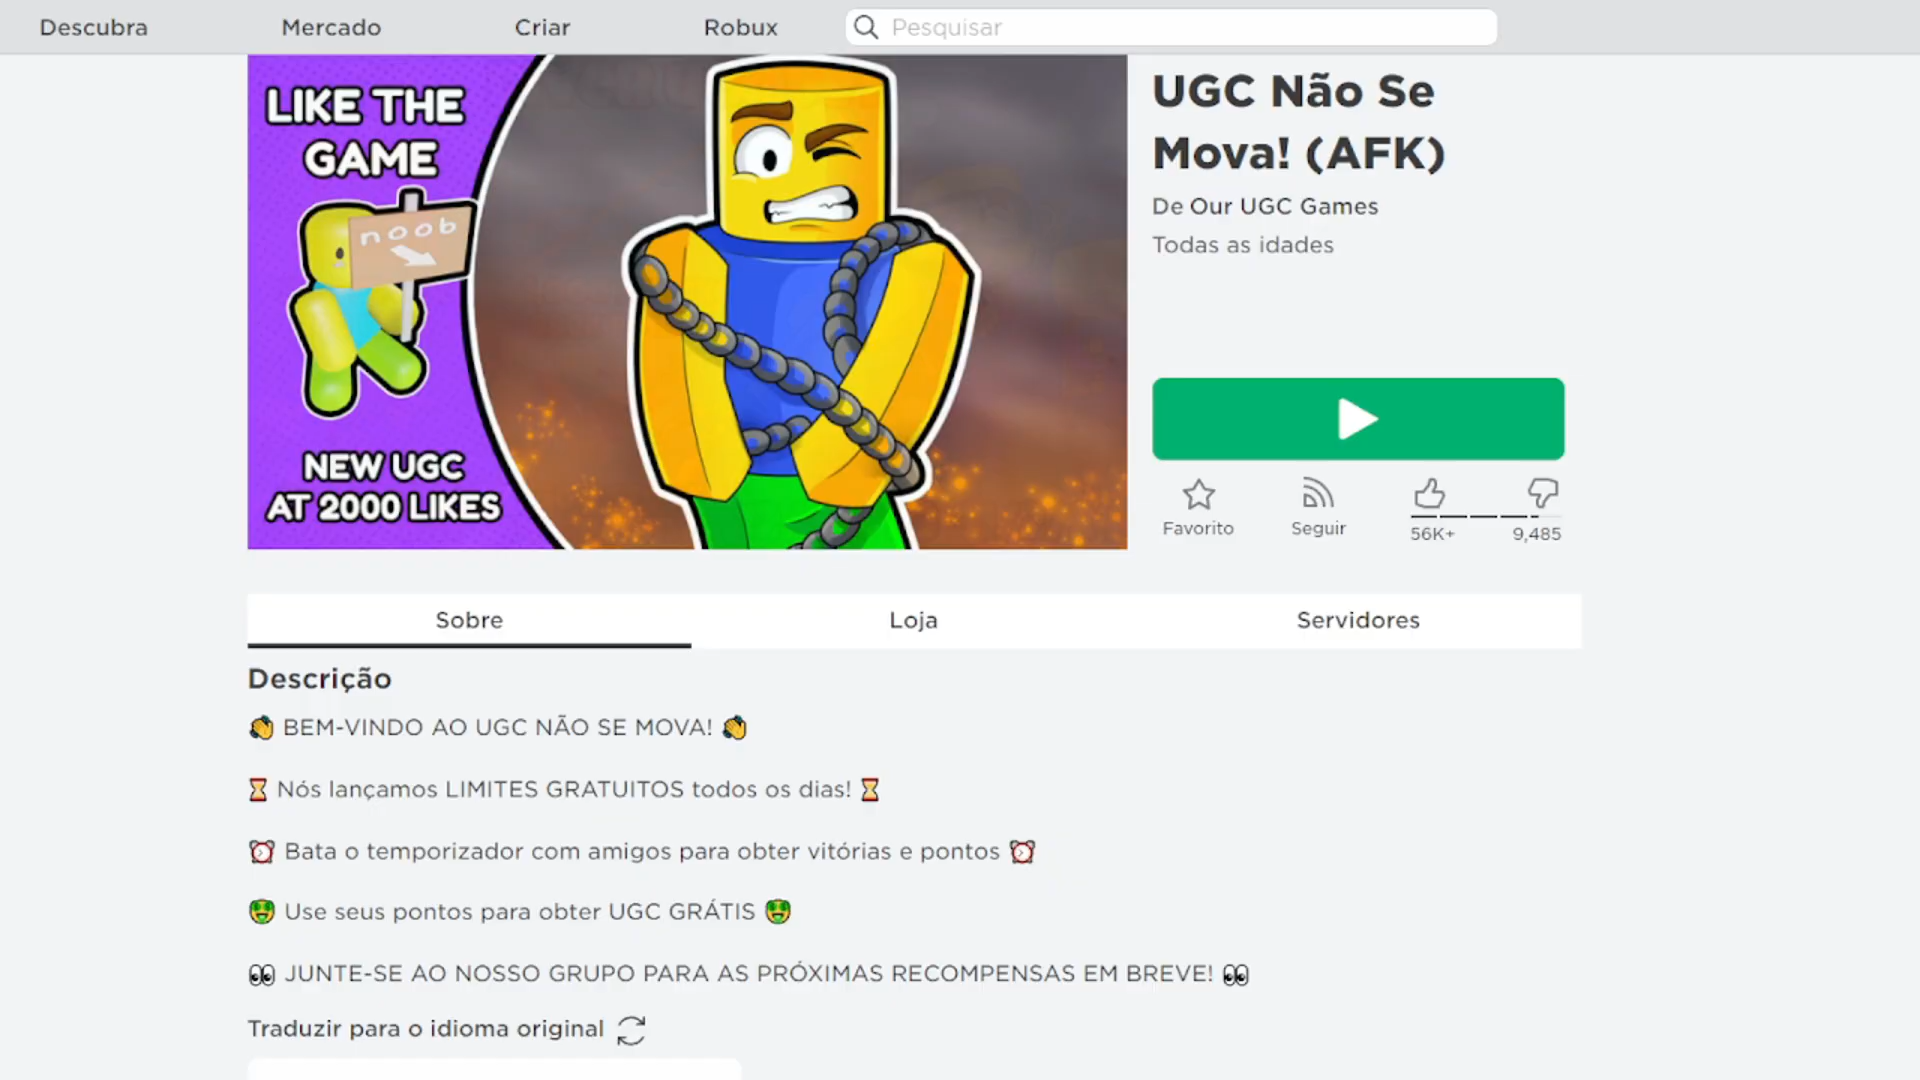 Descubra
Mercado
Criar
Robux
Pesquisar
LIKE THE
GAME
noob
NEW UGC
AT 2000 LIKES
UGC Não Se
Mova! (AFK)
De Our UGC Games
Todas as idades
Favorito
Seguir
56K+
9,485
Sobre
Loja
Servidores
Descrição
👏 BEM-VINDO AO UGC NÃO SE MOVA! 👏
⌛ Nós lançamos LIMITES GRATUITOS todos os dias! ⌛
⏰ Bata o temporizador com amigos para obter vitórias e pontos ⏰
🤑 Use seus pontos para obter UGC GRÁTIS 🤑
👀 JUNTE-SE AO NOSSO GRUPO PARA AS PRÓXIMAS RECOMPENSAS EM BREVE! 👀
Traduzir para o idioma original